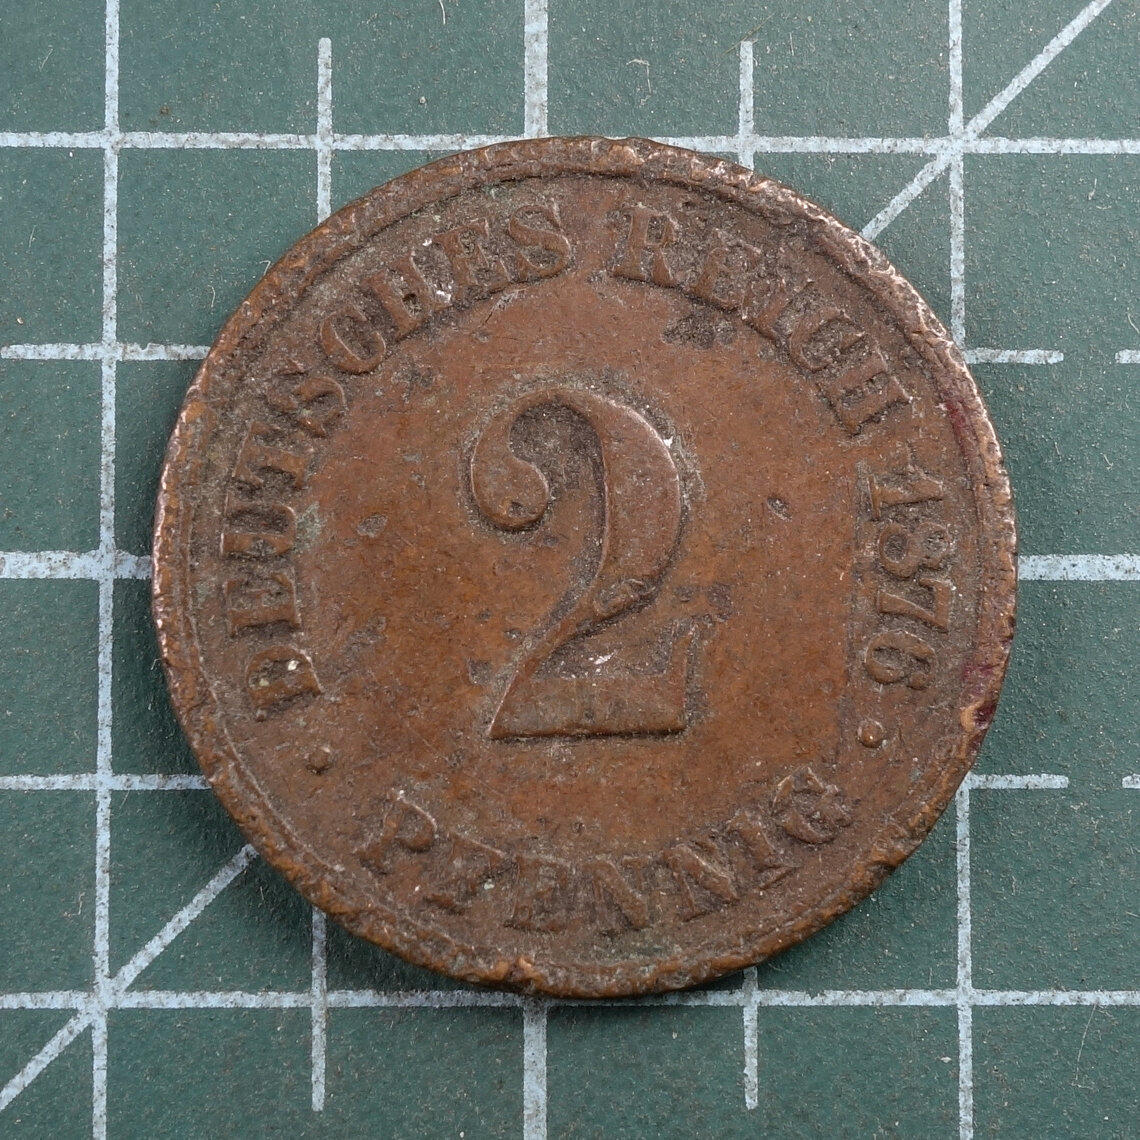 DEUTSCHES REICH 1876
2
PFENNIG